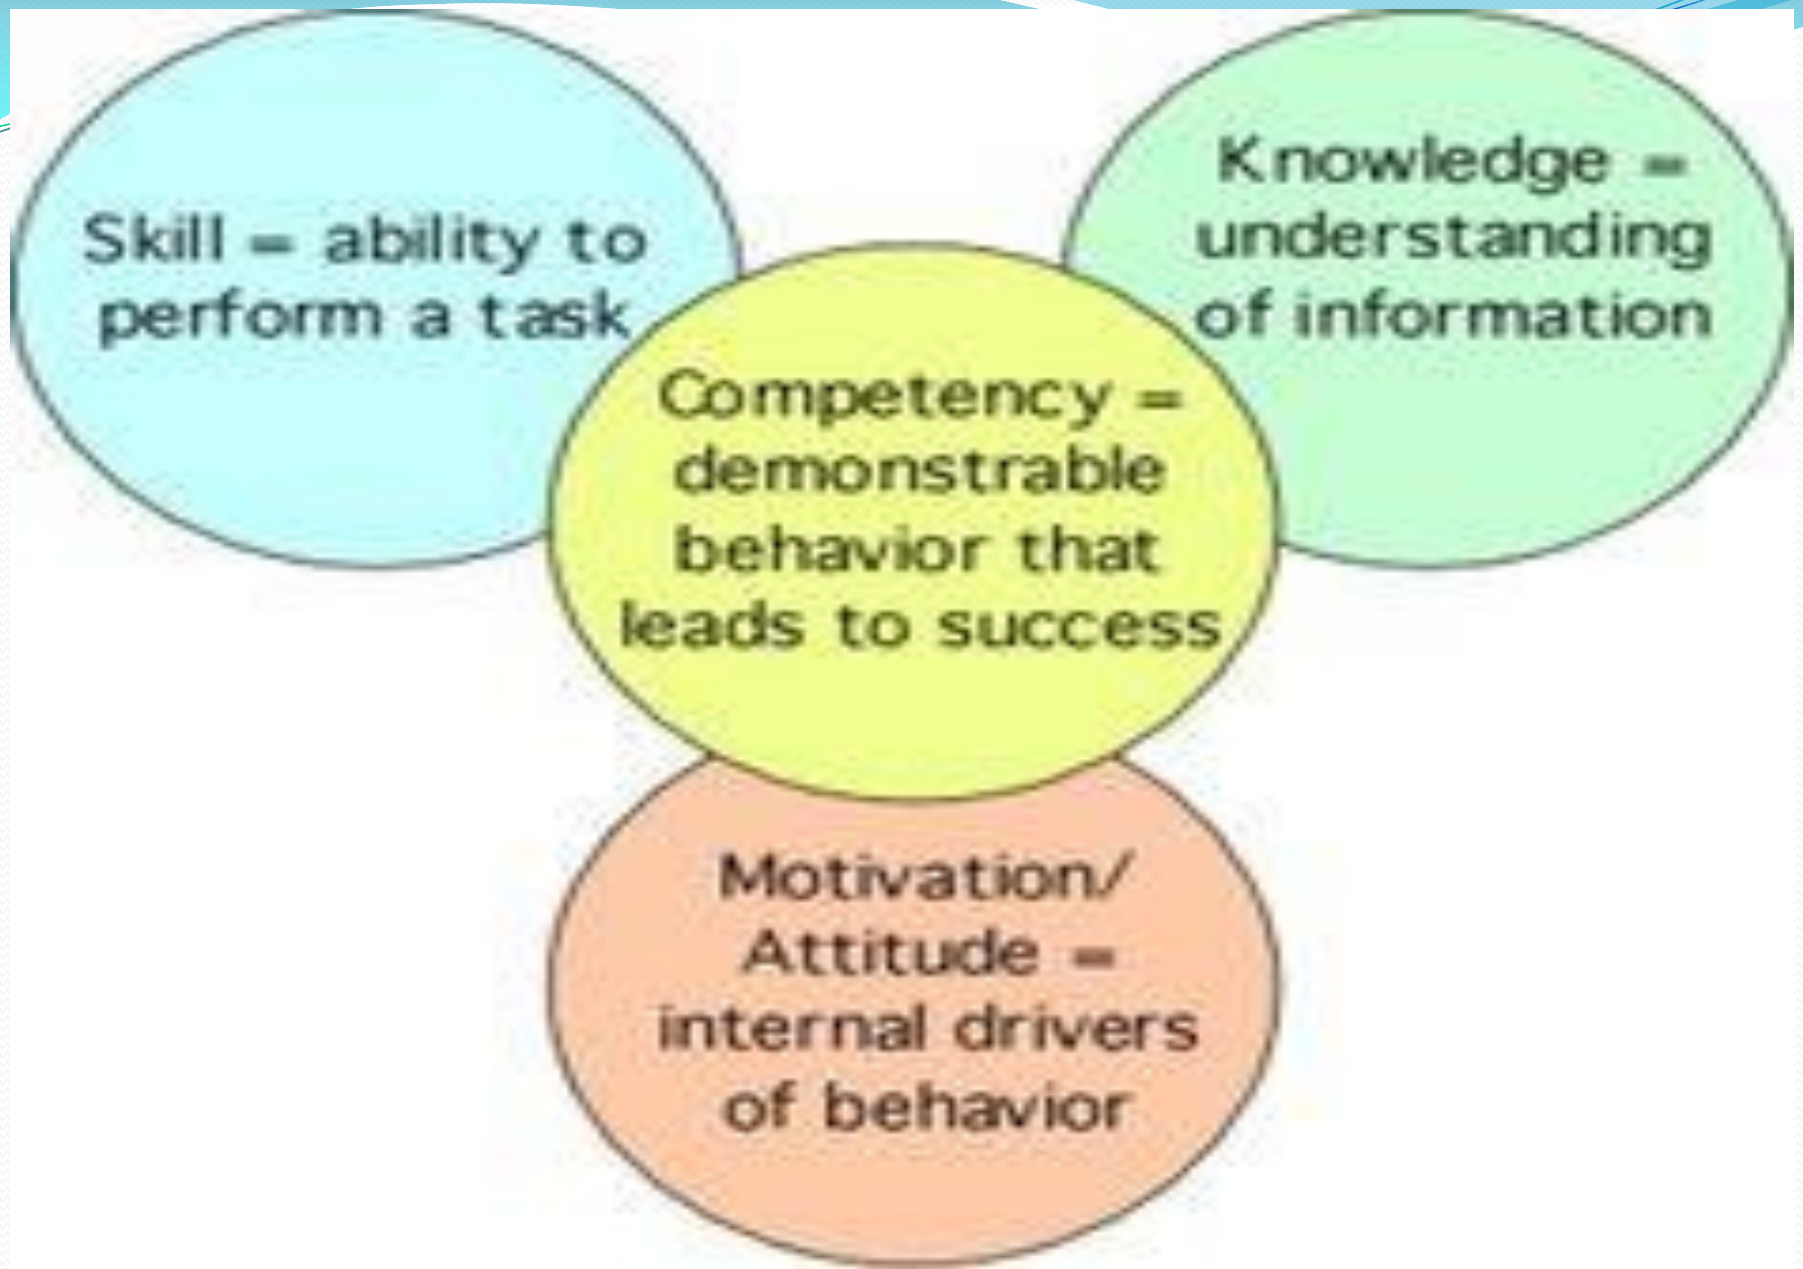 Skill = ability to
perform a task
Knowledge =
understanding
of information
Competency =
demonstrable
behavior that
leads to success
Motivation/
Attitude =
internal drivers
of behavior